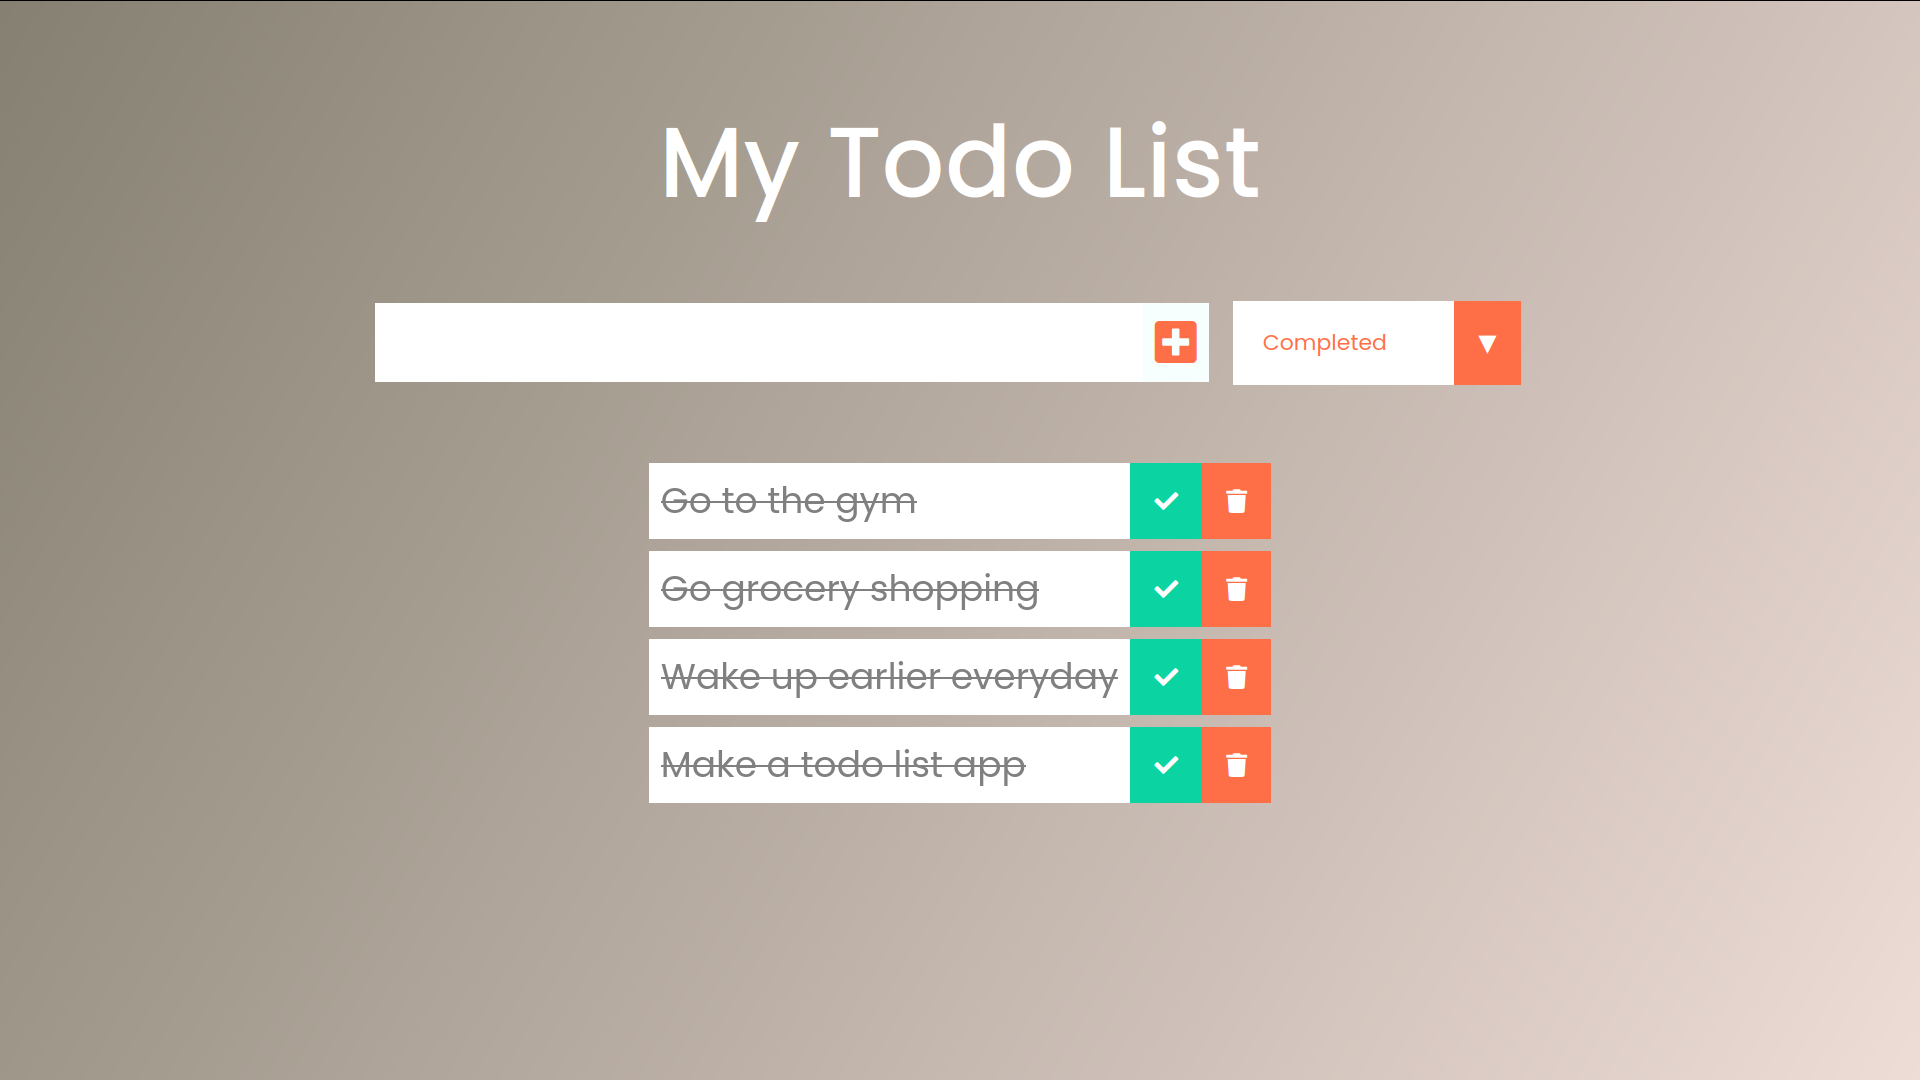 My Todo List
Completed
Go to the gym
Go grocery shopping
Wake up earlier everyday
Make a todo list app